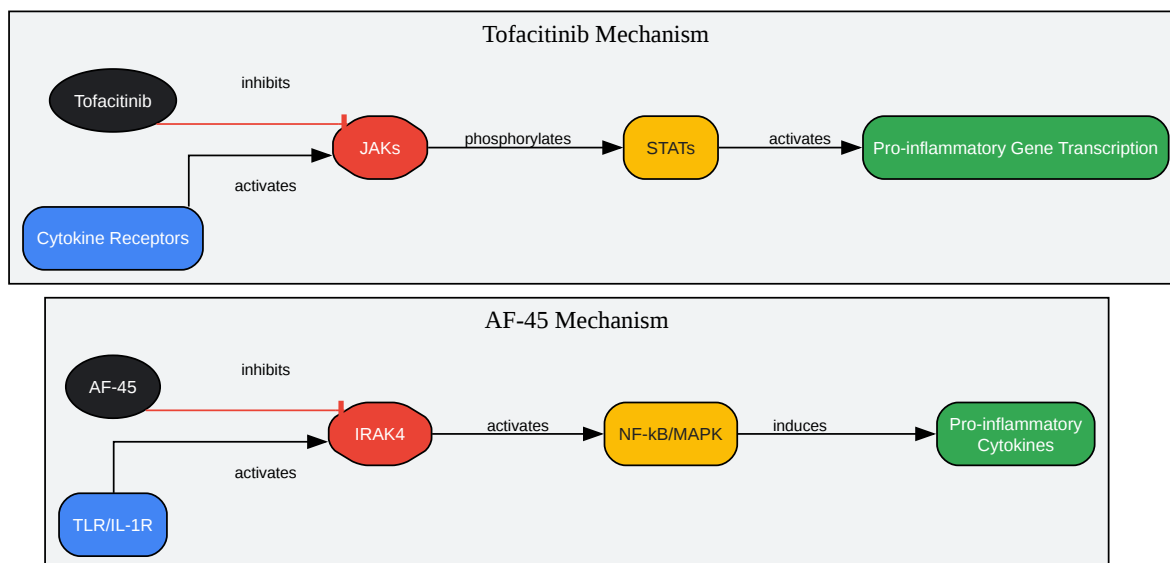 Tofacitinib Mechanism
Tofacitinib
inhibits
JAKs
phosphorylates
STATs
activates
Pro-inflammatory Gene Transcription
activates
Cytokine Receptors
AF-45 Mechanism
AF-45
inhibits
IRAK4
activates
NF-kB/MAPK
induces
Pro-inflammatory
Cytokines
activates
TLR/IL-1R